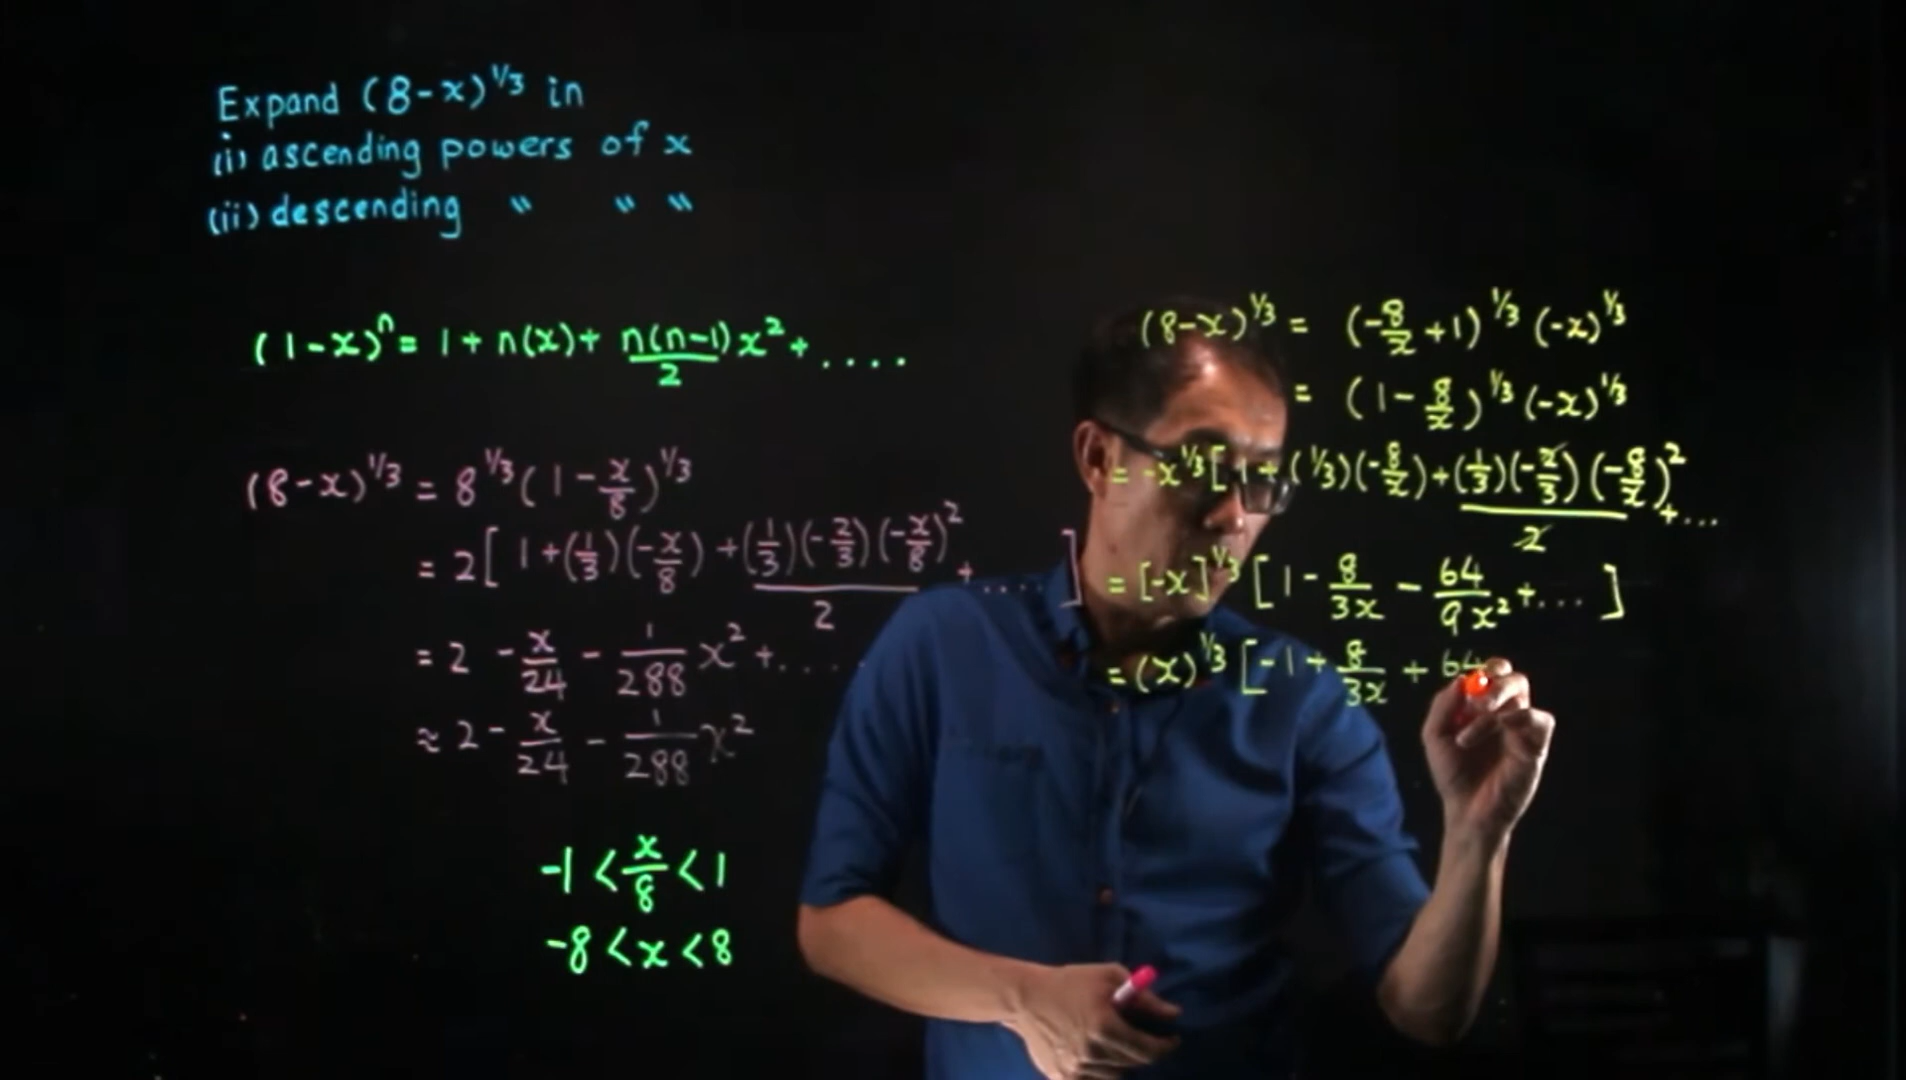 Expand (8-x)^1/3 in
(i) ascending powers of x
(ii) descending " " "
(1-x)^n = 1 + n(x) + n(n-1)/2 x^2 + ....
(8-x)^1/3 = 8^1/3 (1 - x/8)^1/3
= 2[ 1 + (1/3)(-x/8) + (1/3)(-2/3)(-x/8)^2/2 + .... ]
= 2 - x/24 - 1/288 x^2 + ....
≈ 2 - x/24 - 1/288 x^2
-1 < x/8 < 1
-8 < x < 8
(8-x)^1/3 = (-8/x + 1)^1/3 (-x)^1/3
= (1 - 8/x)^1/3 (-x)^1/3
= -x^1/3 [ 1 + (1/3)(-8/x) + (1/3)(-2/3)(-8/x)^2/2 + ...
= [-x]^1/3 [ 1 - 8/3x - 64/9x^2 + ... ]
= (x)^1/3 [ -1 + 8/3x + 64